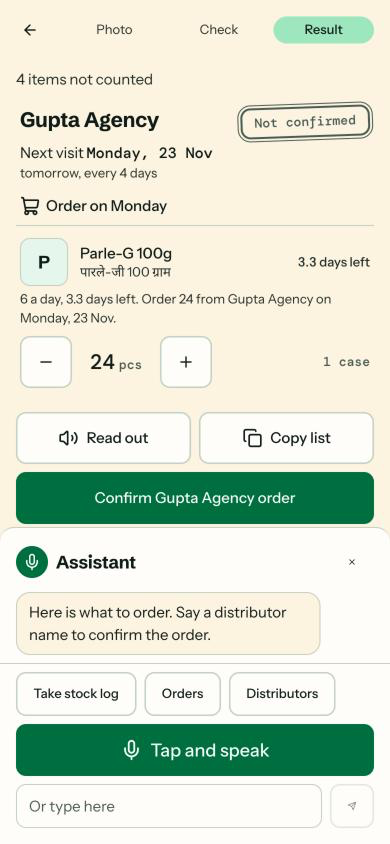 Photo
Check
Result
4 items not counted
Gupta Agency
Not confirmed
Next visit Monday, 23 Nov
tomorrow, every 4 days
Order on Monday
P
Parle-G 100g
पारले-जी 100 ग्राम
3.3 days left
6 a day, 3.3 days left. Order 24 from Gupta Agency on
Monday, 23 Nov.
−
24 pcs
+
1 case
Read out
Copy list
Confirm Gupta Agency order
Assistant
×
Here is what to order. Say a distributor
name to confirm the order.
Take stock log
Orders
Distributors
Tap and speak
Or type here